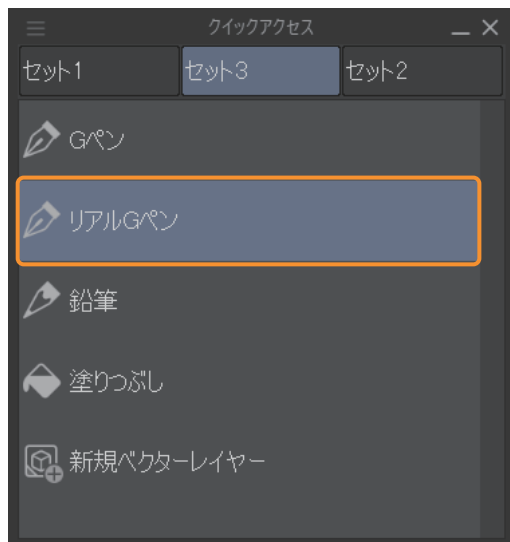 クイックアクセス
セット1 セット3 セット2
Gペン
リアルGペン
鉛筆
塗りつぶし
新規ベクターレイヤー